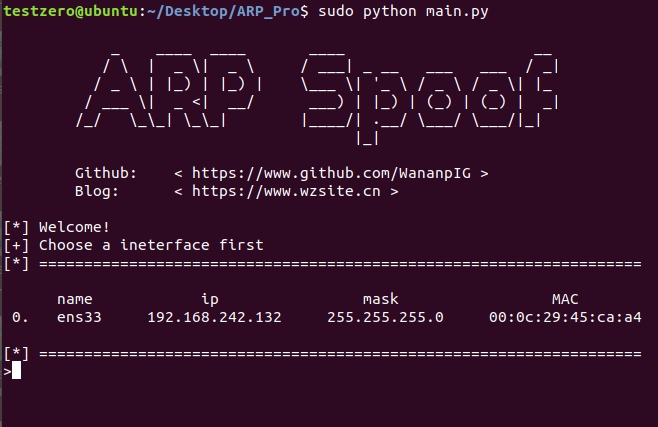 testzero@ubuntu:~/Desktop/ARP_Pro$ sudo python main.py
ARP Spoof
Github: < https://www.github.com/WananpIG >
Blog: < https://www.wzsite.cn >
[*] Welcome!
[+] Choose a ineterface first
[*] ===================================================================
name ip mask MAC
0. ens33 192.168.242.132 255.255.255.0 00:0c:29:45:ca:a4
[*] ===================================================================
>